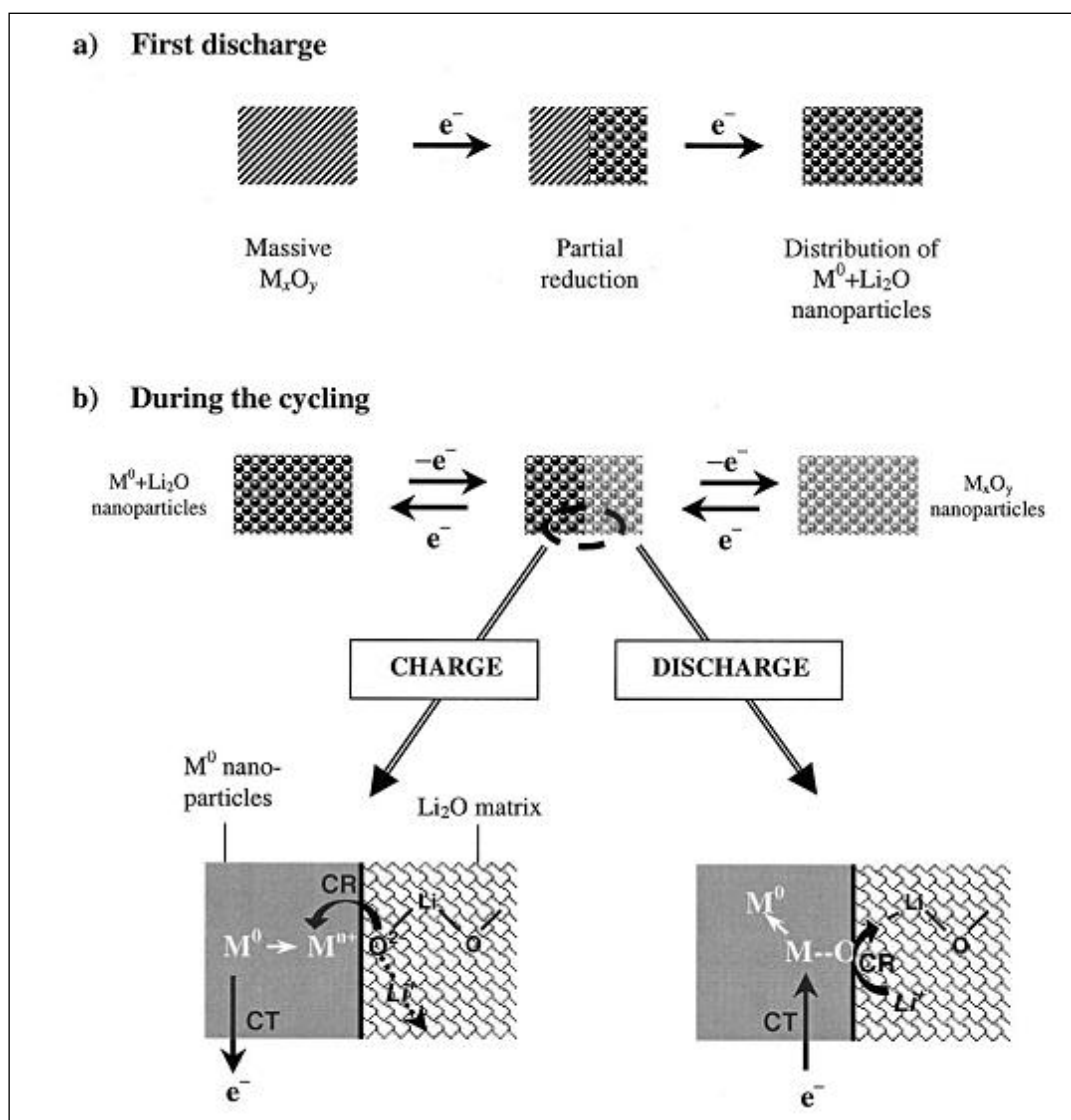 a) First discharge
e⁻ e⁻
Massive
MₓOᵧ
Partial
reduction
Distribution of
M⁰+Li₂O
nanoparticles
b) During the cycling
M⁰+Li₂O
nanoparticles
–e⁻
e⁻
–e⁻
e⁻
MₓOᵧ
nanoparticles
CHARGE
DISCHARGE
M⁰ nano-
particles
Li₂O matrix
CR
Li
M⁰
Mⁿ⁺
O²⁻
O
Li⁺
CT
e⁻
M⁰
Li
M--O
O
CR
Li⁺
CT
e⁻